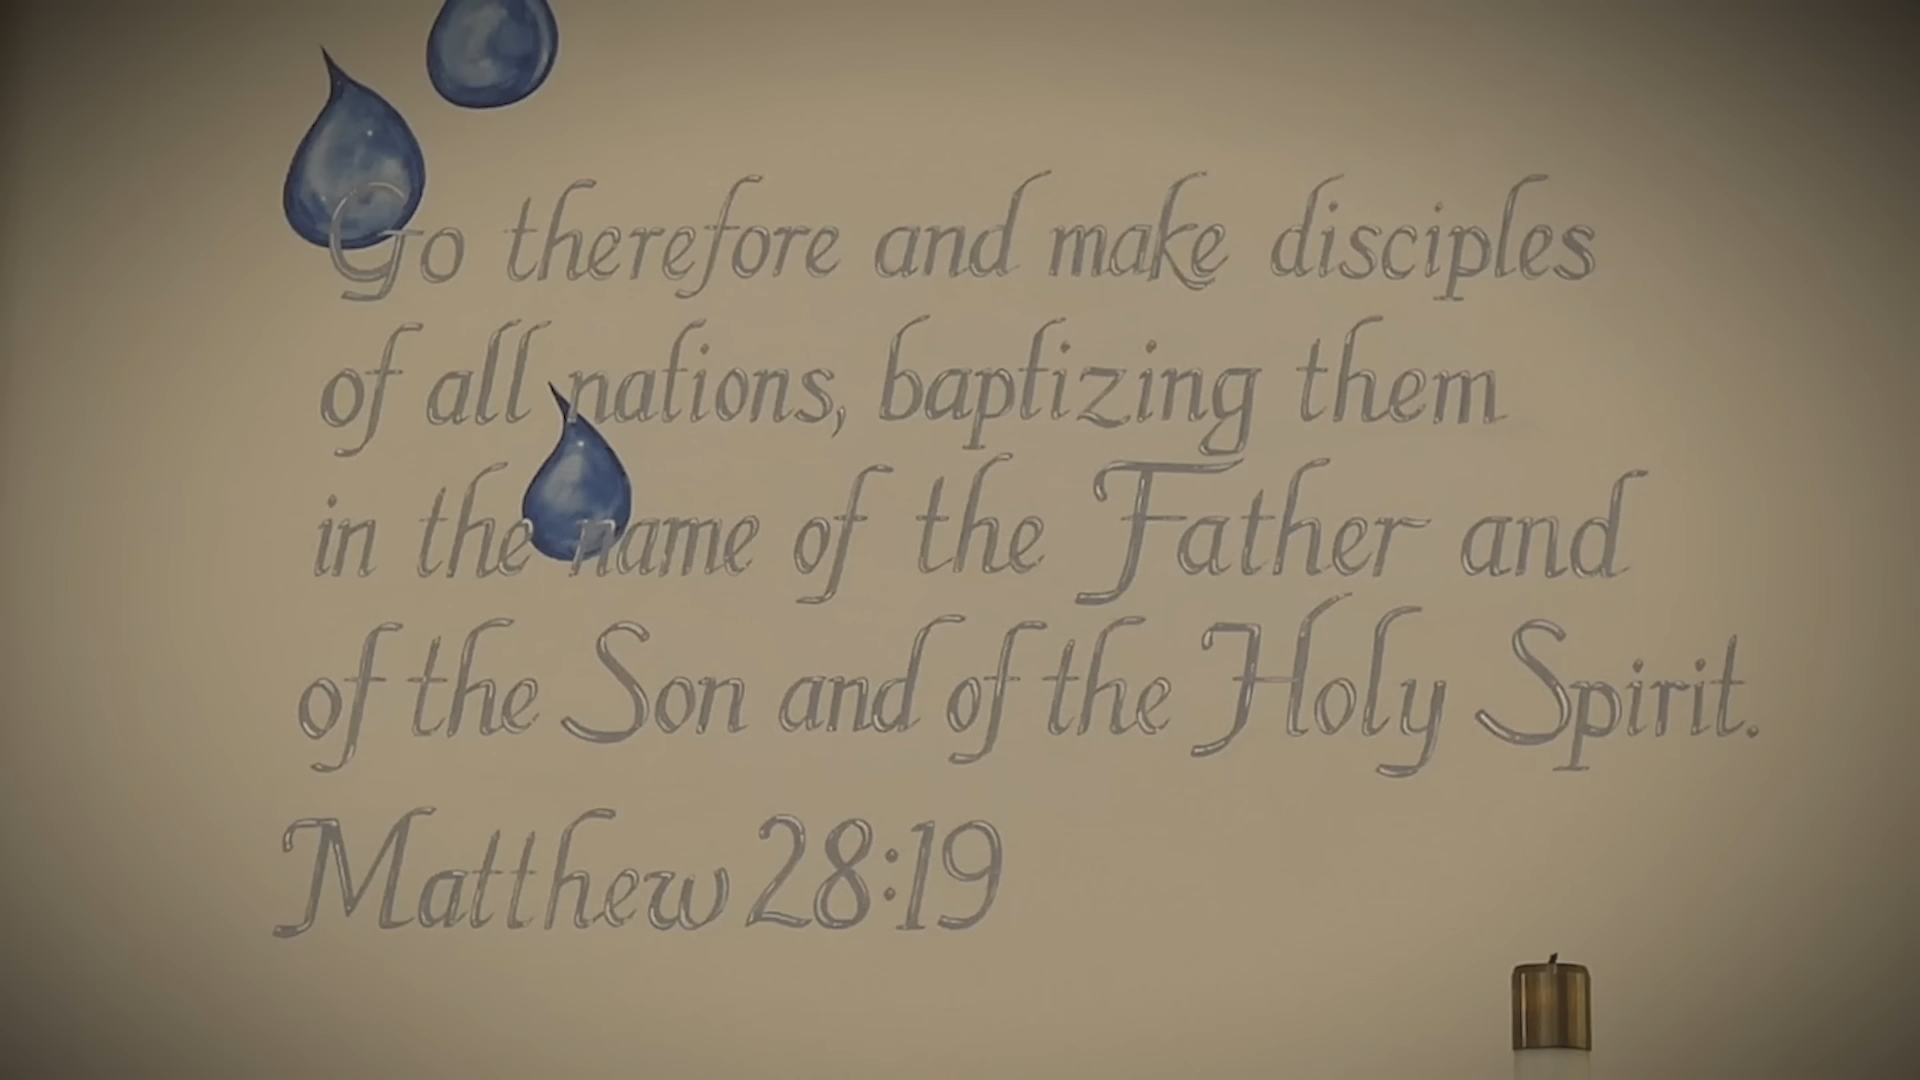 Go therefore and make disciples
of all nations, baptizing them
in the name of the Father and
of the Son and of the Holy Spirit.
Matthew 28:19